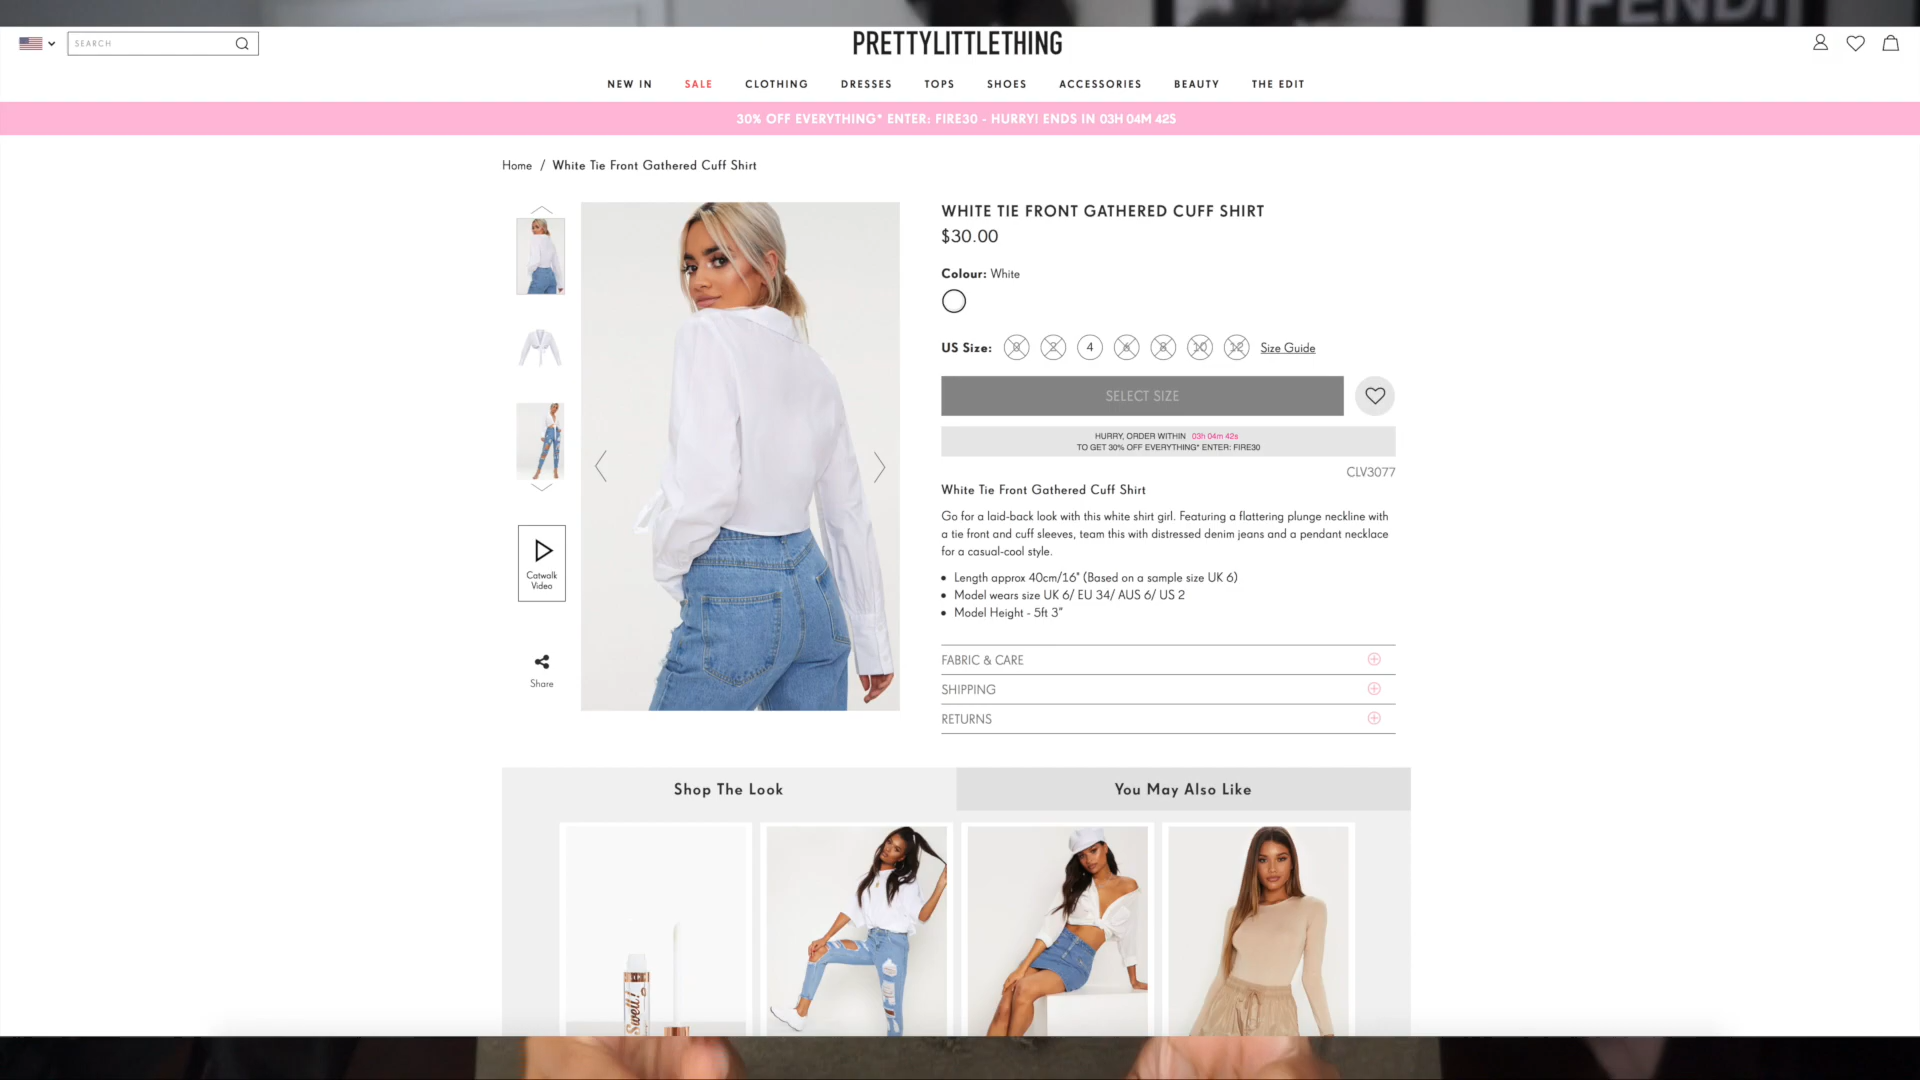 FENDI
SEARCH
PRETTYLITTLETHING
NEW IN
SALE
CLOTHING
DRESSES
TOPS
SHOES
ACCESSORIES
BEAUTY
THE EDIT
30% OFF EVERYTHING* ENTER: FIRE30 - HURRY! ENDS IN 03H 04M 42S
Home / White Tie Front Gathered Cuff Shirt
WHITE TIE FRONT GATHERED CUFF SHIRT
$30.00
Colour: White
US Size: 0 2 4 6 8 10 12 Size Guide
SELECT SIZE
HURRY, ORDER WITHIN 03h 04m 42s
TO GET 30% OFF EVERYTHING* ENTER: FIRE30
CLV3077
White Tie Front Gathered Cuff Shirt
Go for a laid-back look with this white shirt girl. Featuring a flattering plunge neckline with
a tie front and cuff sleeves, team this with distressed denim jeans and a pendant necklace
for a casual-cool style.
Length approx 40cm/16" (Based on a sample size UK 6)
Model wears size UK 6/ EU 34/ AUS 6/ US 2
Model Height - 5ft 3"
Catwalk
Video
Share
FABRIC & CARE
SHIPPING
RETURNS
Shop The Look
You May Also Like
Swell!